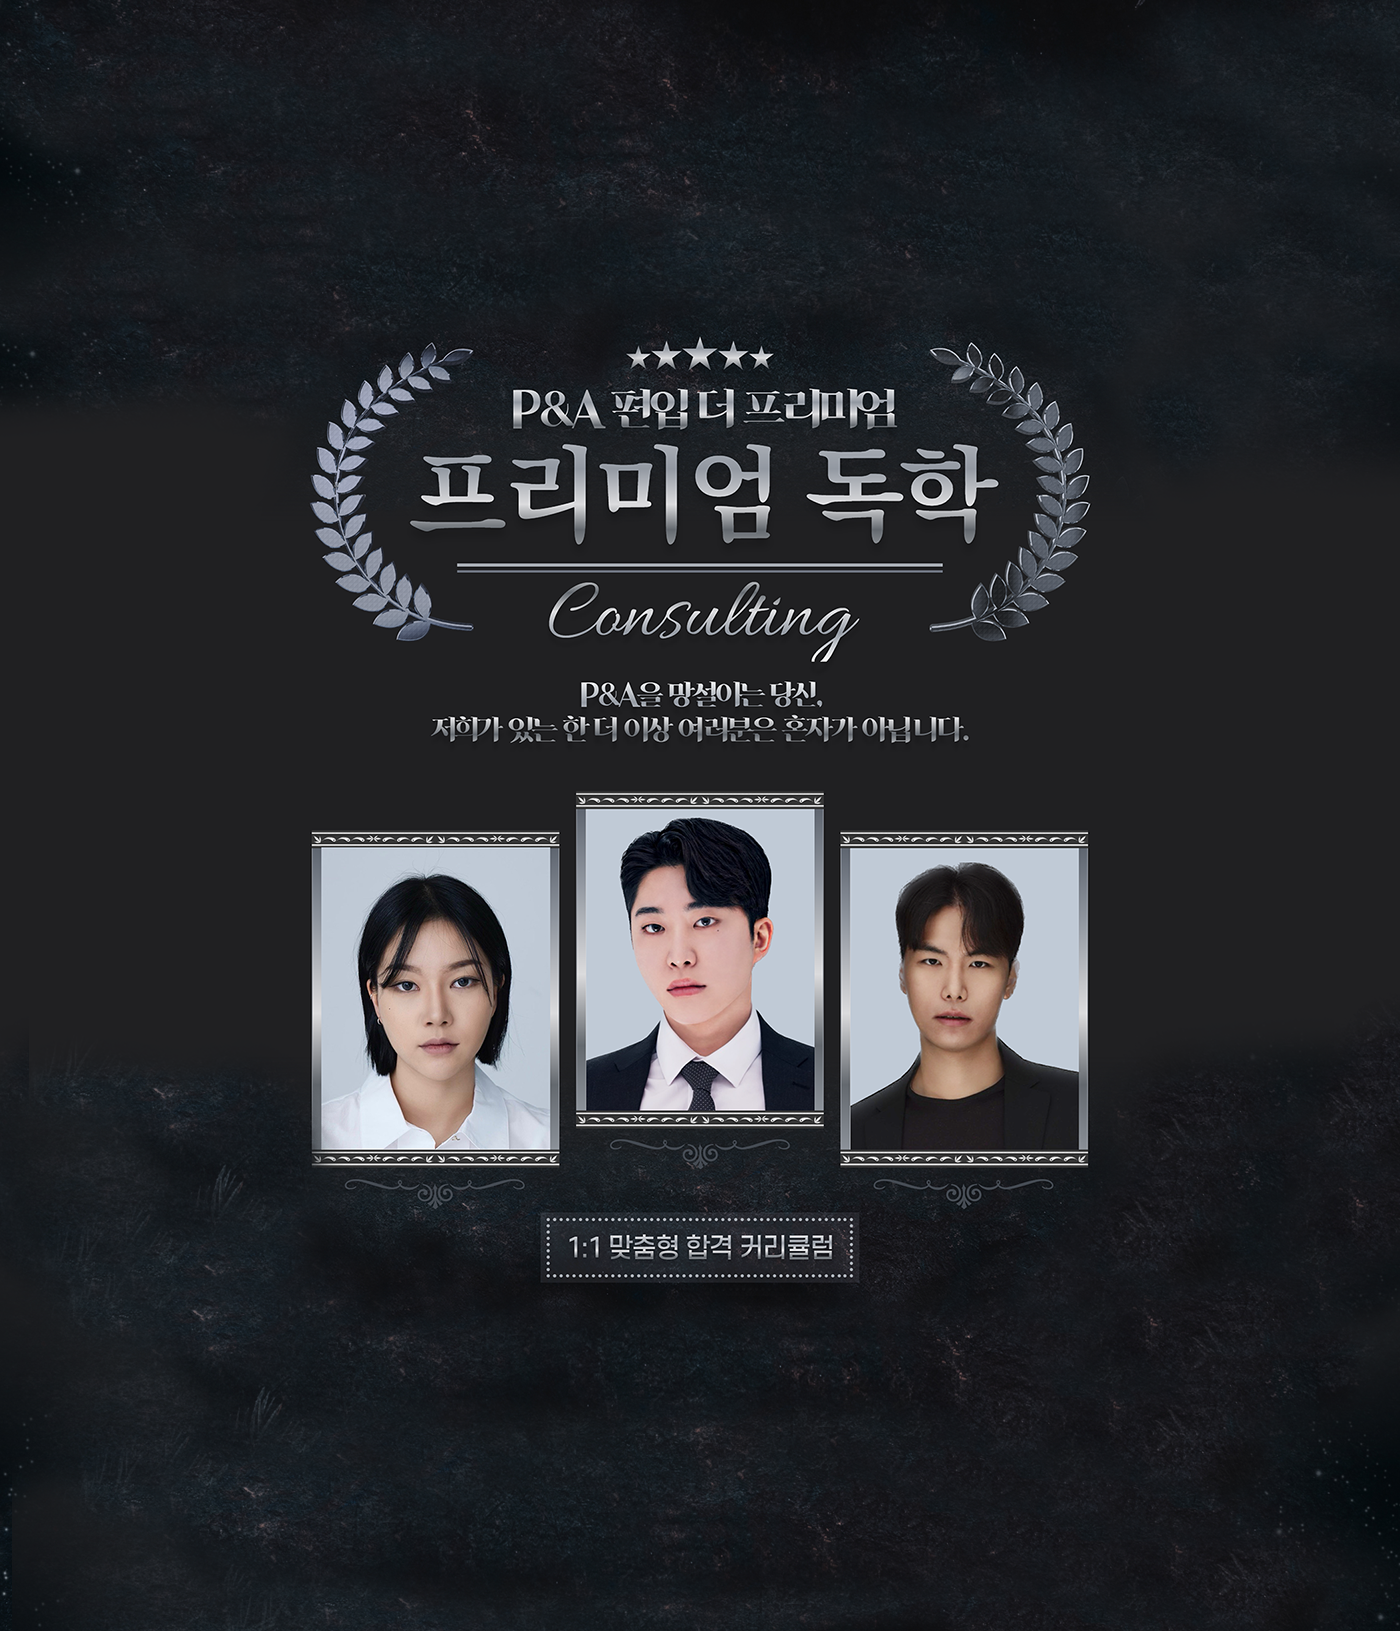 P&A 편입 더 프리미엄
프리미엄 독학
Consulting
P&A을 망설이는 당신,
저희가 있는 한 더 이상 여러분은 혼자가 아닙니다.
1:1 맞춤형 합격 커리큘럼